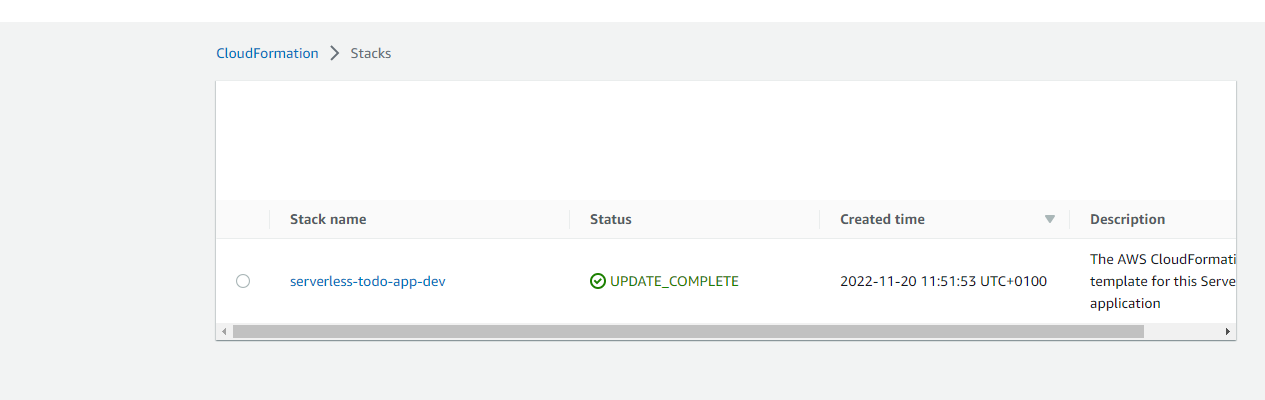 CloudFormation > Stacks
Stack name Status Created time Description
serverless-todo-app-dev UPDATE_COMPLETE 2022-11-20 11:51:53 UTC+0100 The AWS CloudFormati
template for this Serve
application